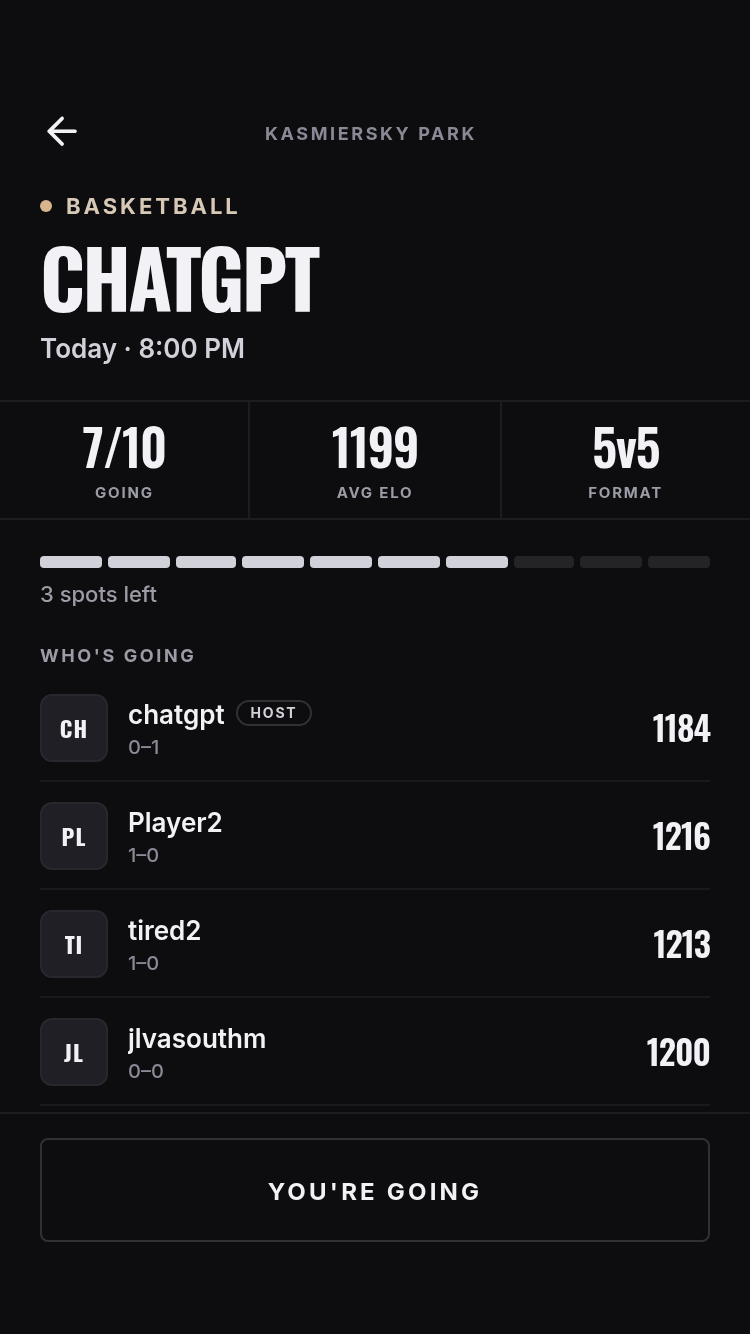 KASMIERSKY PARK
BASKETBALL
CHATGPT
Today · 8:00 PM
7/10
GOING
1199
AVG ELO
5v5
FORMAT
3 spots left
WHO'S GOING
CH
chatgpt HOST
0–1
1184
PL
Player2
1–0
1216
TI
tired2
1–0
1213
JL
jlvasouthm
0–0
1200
YOU'RE GOING